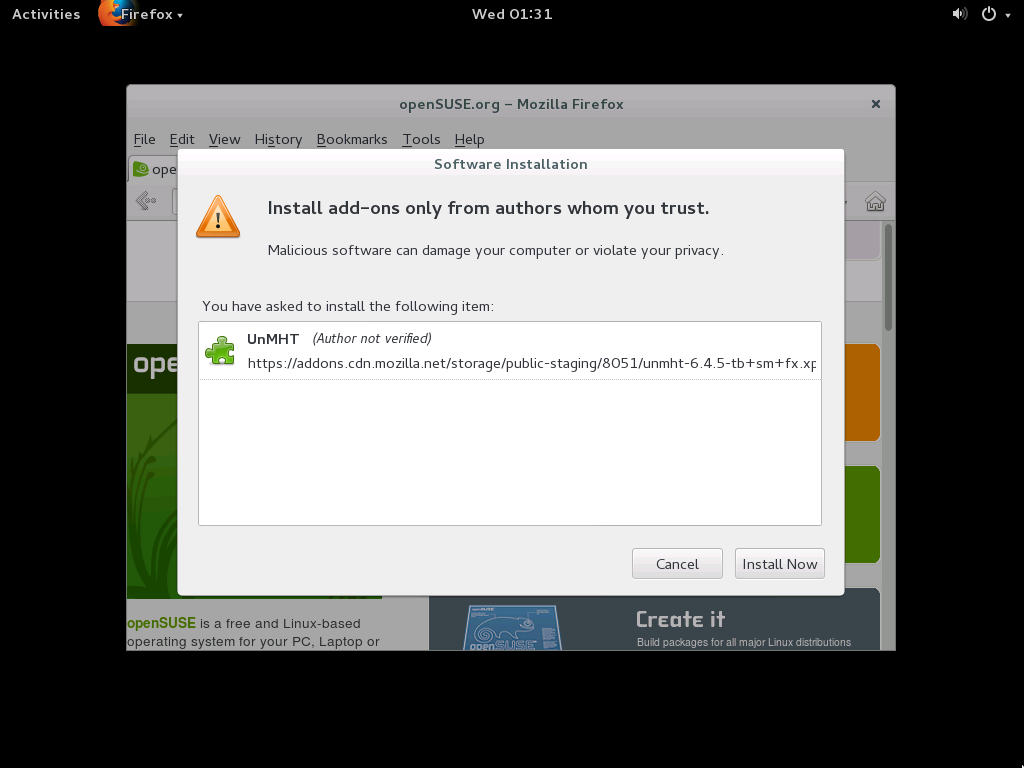 Activities Firefox Wed 01:31
openSUSE.org – Mozilla Firefox
File Edit View History Bookmarks Tools Help
ope
Software Installation
Install add-ons only from authors whom you trust.
Malicious software can damage your computer or violate your privacy.
You have asked to install the following item:
UnMHT (Author not verified)
https://addons.cdn.mozilla.net/storage/public-staging/8051/unmht-6.4.5-tb+sm+fx.xp
ope
Cancel Install Now
openSUSE is a free and Linux-based
operating system for your PC, Laptop or
openSUSE
openSUSE
Create it
Build packages for all major Linux distributions